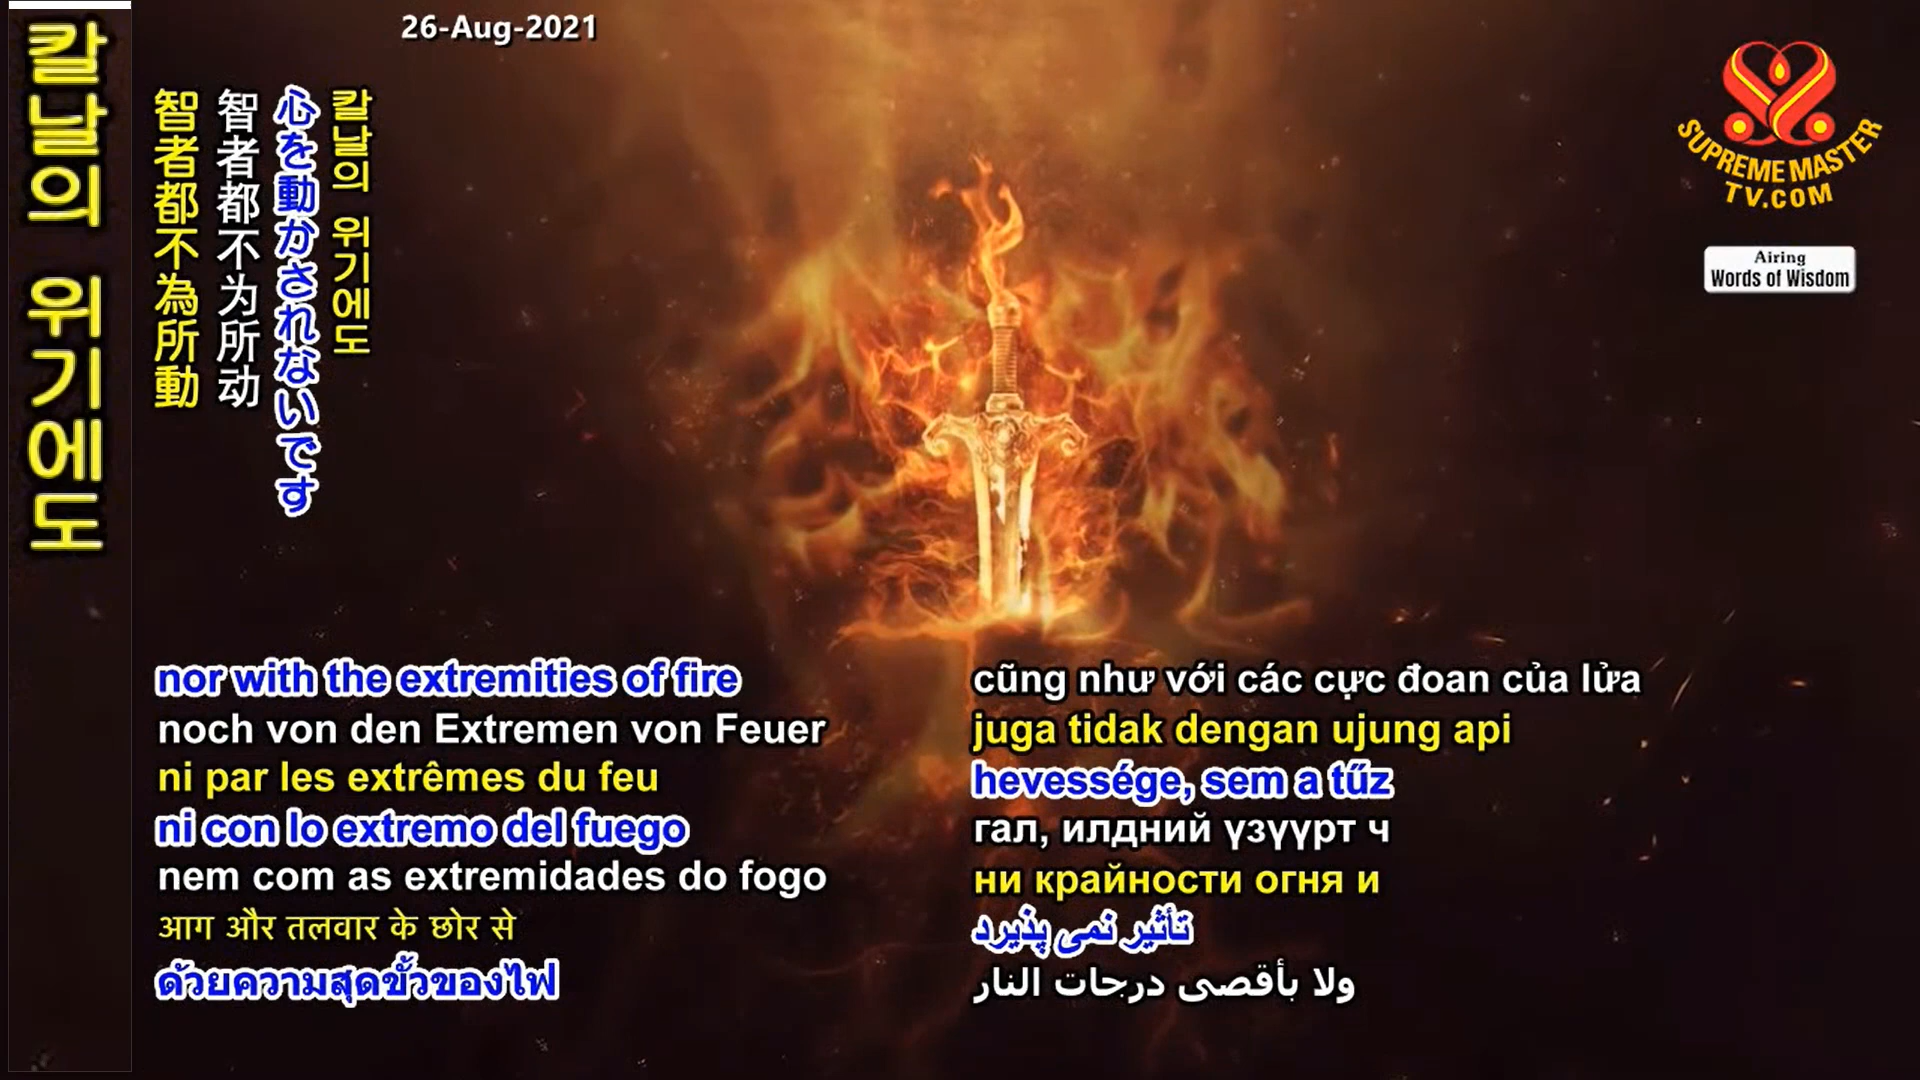 칼날의 위기에도
26-Aug-2021
智者都不為所動
智者都不为所动
心を動かされないです
칼날의 위기에도
SUPREME MASTER
TV.COM
Airing
Words of Wisdom
nor with the extremities of fire
noch von den Extremen von Feuer
ni par les extrêmes du feu
ni con lo extremo del fuego
nem com as extremidades do fogo
आग और तलवार के छोर से
ด้วยความสุดขั้วของไฟ
cũng như với các cực đoan của lửa
juga tidak dengan ujung api
hevessége, sem a tűz
гал, илдний үзүүрт ч
ни крайности огня и
تأثیر نمی پذیرد
ولا بأقصى درجات النار